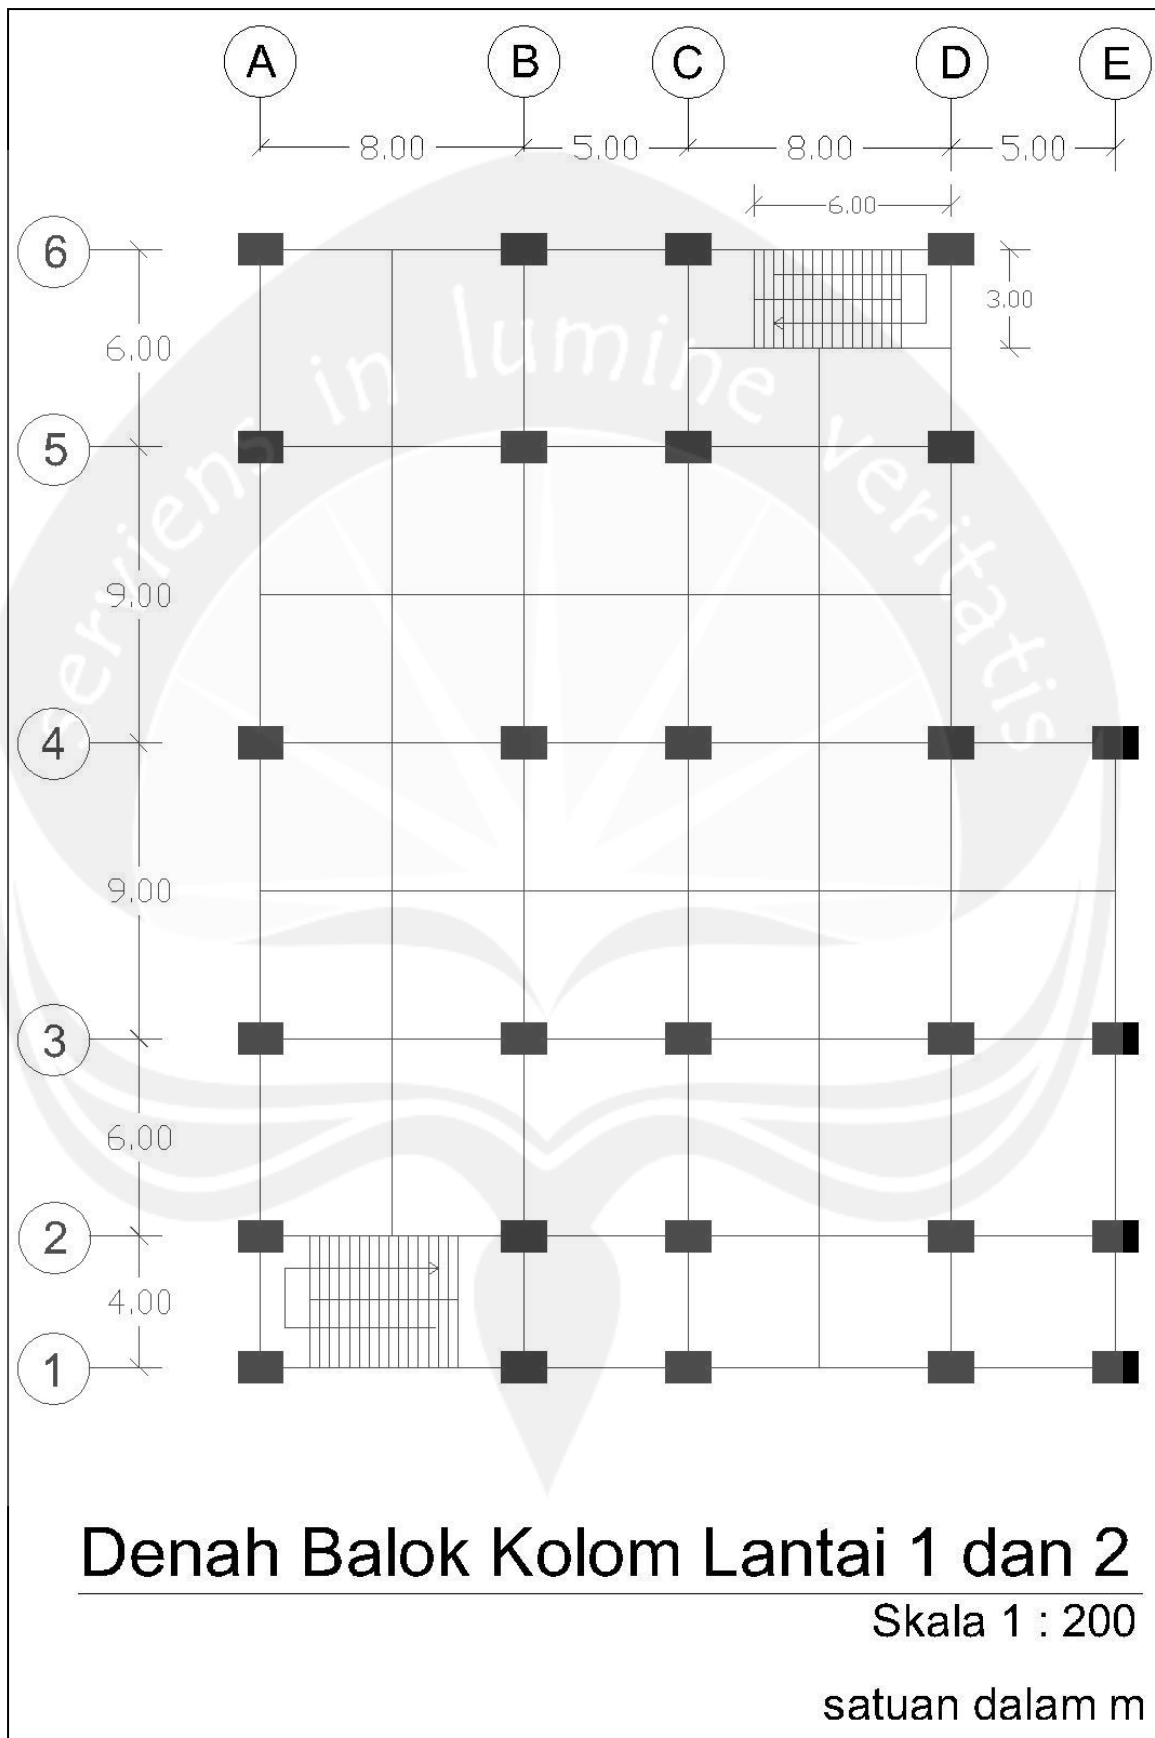 A B C D E
8.00 5.00 8.00 5.00
6.00
6
3.00
6.00
5
9.00
4
9.00
3
6.00
2
4.00
1
serviens in lumine veritatis
Denah Balok Kolom Lantai 1 dan 2
Skala 1 : 200
satuan dalam m